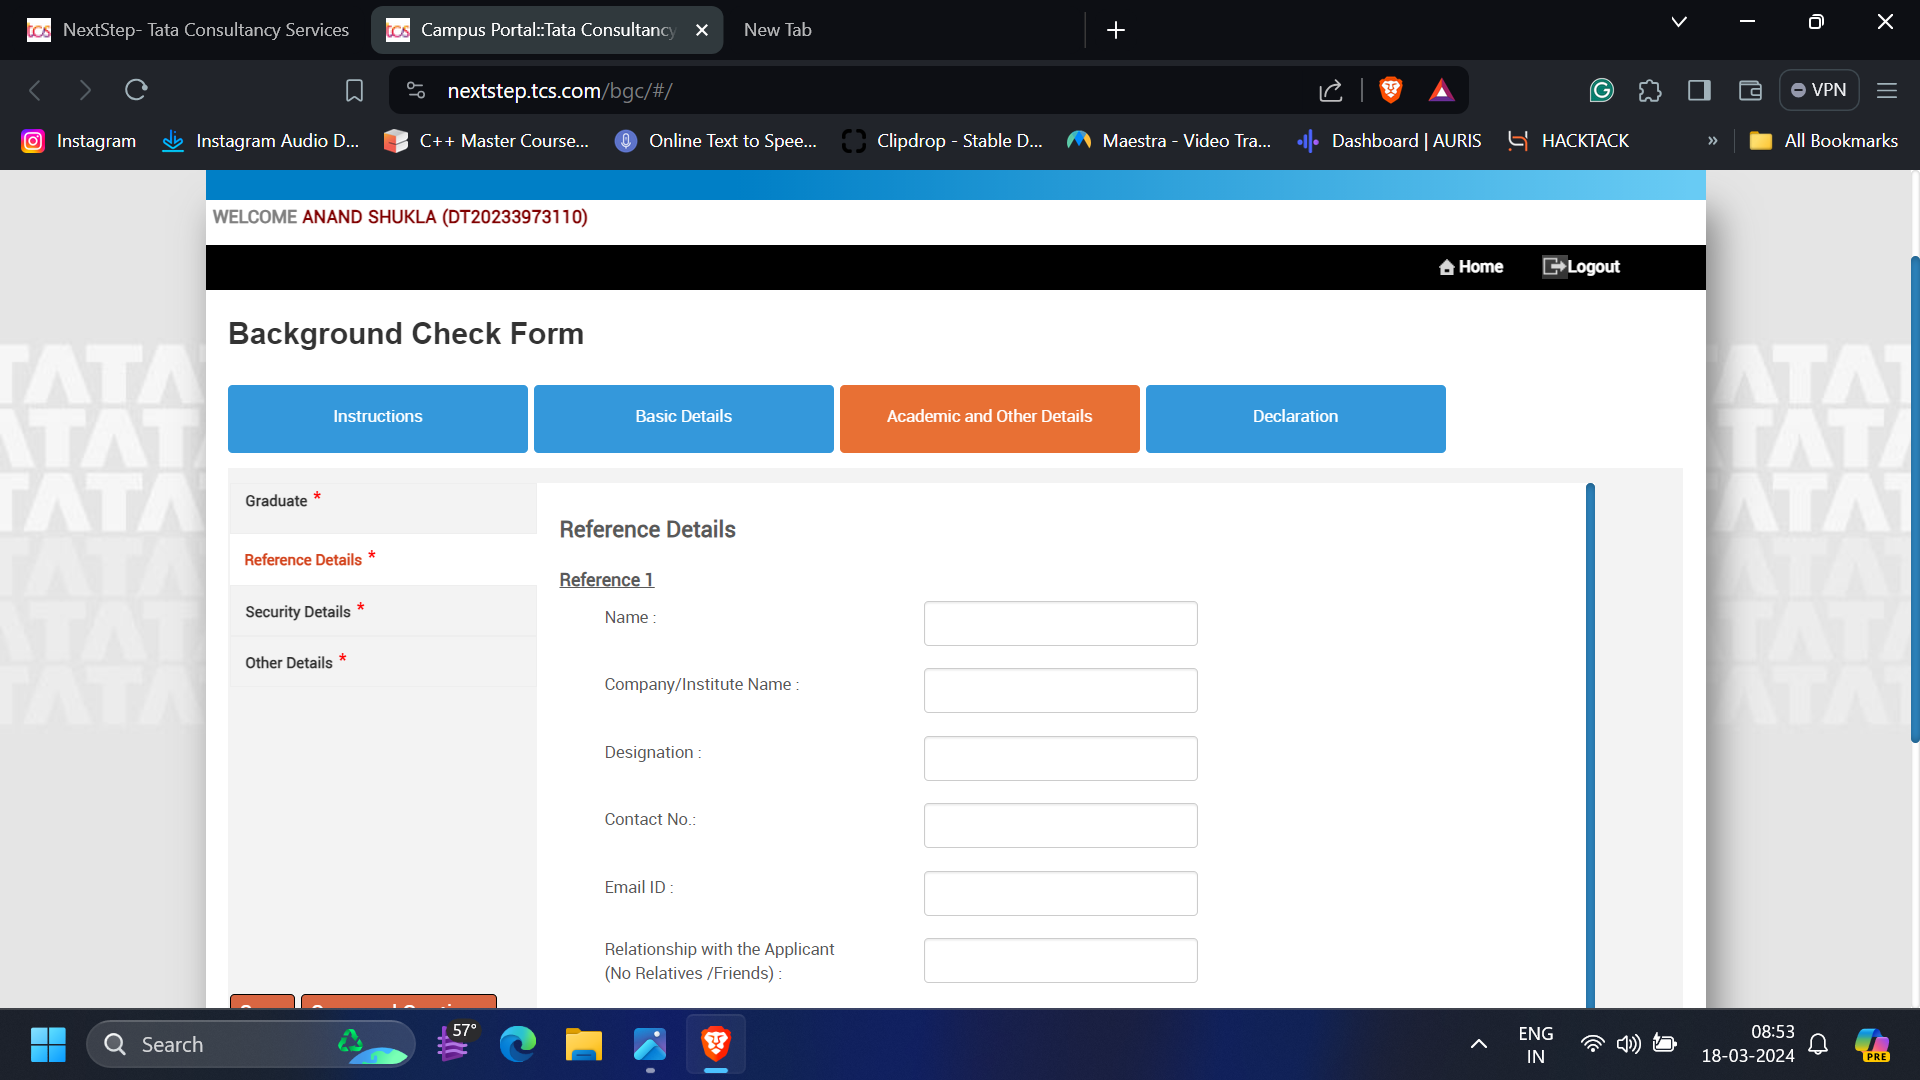 NextStep- Tata Consultancy Services
Campus Portal::Tata Consultancy
New Tab
nextstep.tcs.com/bgc/#/
VPN
Instagram
Instagram Audio D...
C++ Master Course...
Online Text to Spee...
Clipdrop - Stable D...
Maestra - Video Tra...
Dashboard | AURIS
HACKTACK
»
All Bookmarks
WELCOME ANAND SHUKLA (DT20233973110)
Home
Logout
Background Check Form
Instructions
Basic Details
Academic and Other Details
Declaration
Graduate *
Reference Details *
Security Details *
Other Details *
Reference Details
Reference 1
Name :
Company/Institute Name :
Designation :
Contact No.:
Email ID :
Relationship with the Applicant
(No Relatives /Friends) :
Search
57°
ENG
IN
08:53
18-03-2024
PRE